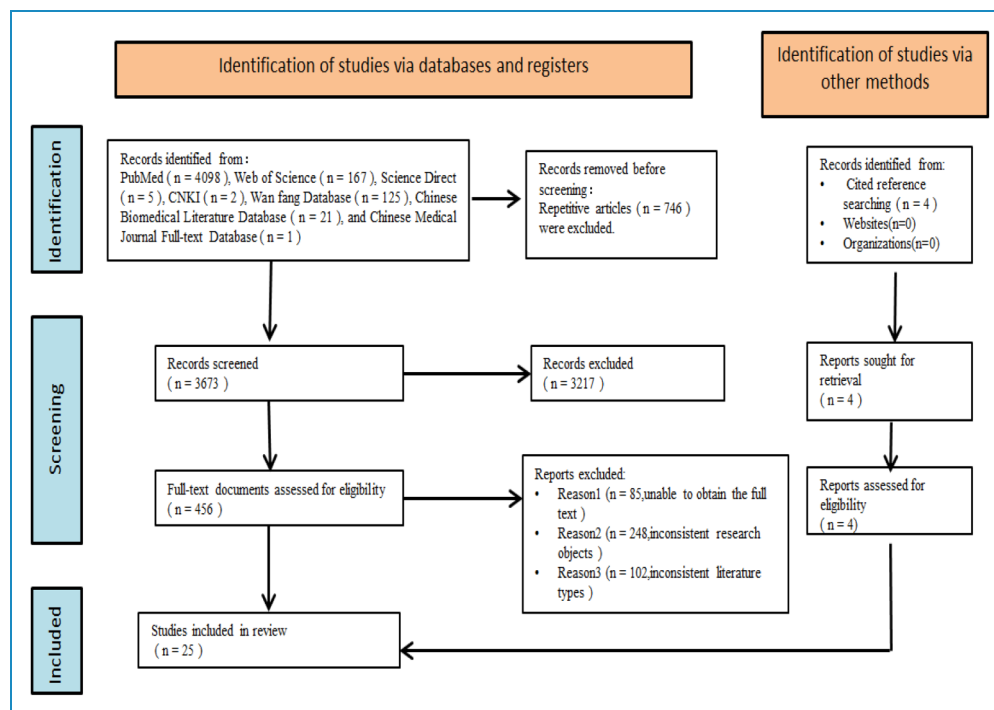 Identification of studies via databases and registers
Identification of studies via
other methods
Identification
Records identified from :
PubMed ( n = 4098 ), Web of Science ( n = 167 ), Science Direct
( n = 5 ), CNKI ( n = 2 ), Wan fang Database ( n = 125 ), Chinese
Biomedical Literature Database ( n = 21 ), and Chinese Medical
Journal Full-text Database ( n = 1 )
Records removed before
screening :
Repetitive articles ( n = 746 )
were excluded.
Records identified from:
• Cited reference
searching ( n = 4 )
• Websites(n=0)
• Organizations(n=0)
Screening
Records screened
( n = 3673 )
Records excluded
( n = 3217 )
Reports sought for
retrieval
( n = 4 )
Full-text documents assessed for eligibility
( n = 456 )
Reports excluded:
• Reason1 (n = 85,unable to obtain the full
text )
• Reason2 ( n = 248,inconsistent research
objects )
• Reason3 ( n = 102,inconsistent literature
types )
Reports assessed for
eligibility
( n = 4)
Included
Studies included in review
( n = 25 )